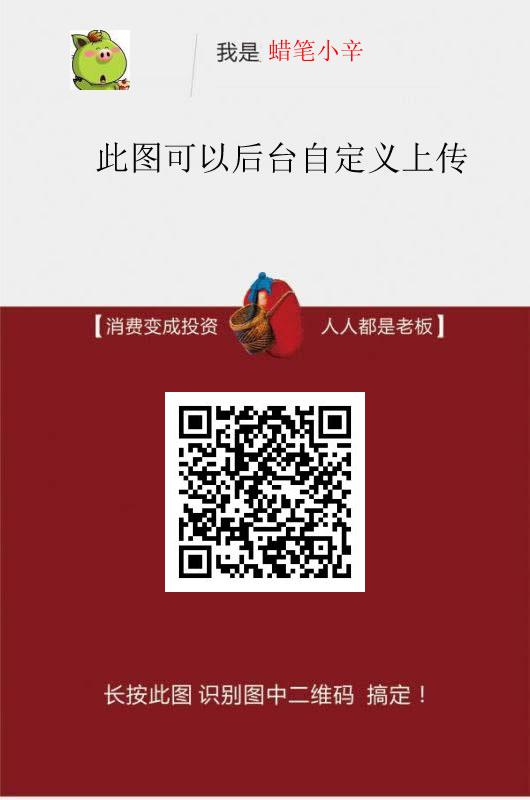 我是 蜡笔小辛
此图可以后台自定义上传
【消费变成投资 人人都是老板】
长按此图 识别图中二维码 搞定！